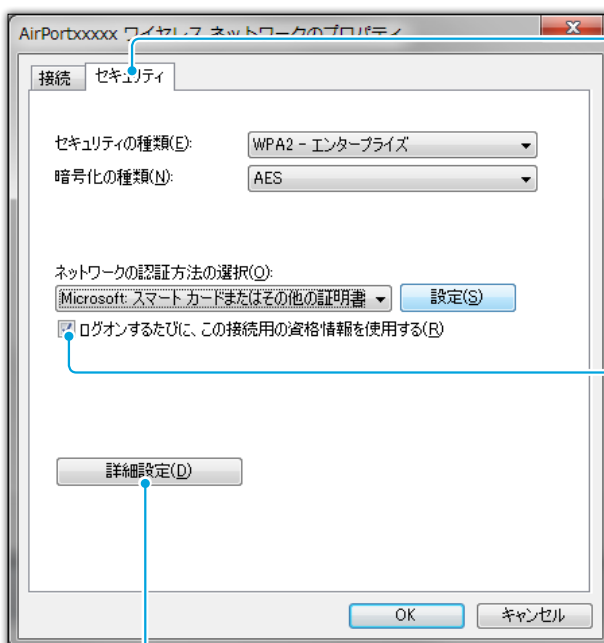 AirPortxxxxx ワイヤレス ネットワークのプロパティ
接続 セキュリティ
セキュリティの種類(E): WPA2 - エンタープライズ
暗号化の種類(N): AES
ネットワークの認証方法の選択(O):
Microsoft: スマート カードまたはその他の証明書 設定(S)
ログオンするたびに、この接続用の資格情報を使用する(R)
詳細設定(D)
OK キャンセル